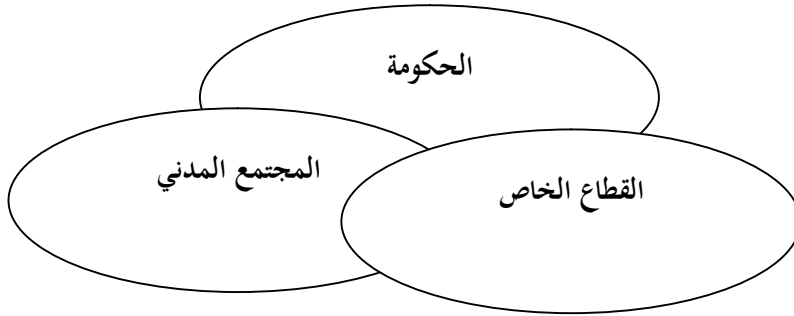 الحكومة
المجتمع المدني
القطاع الخاص